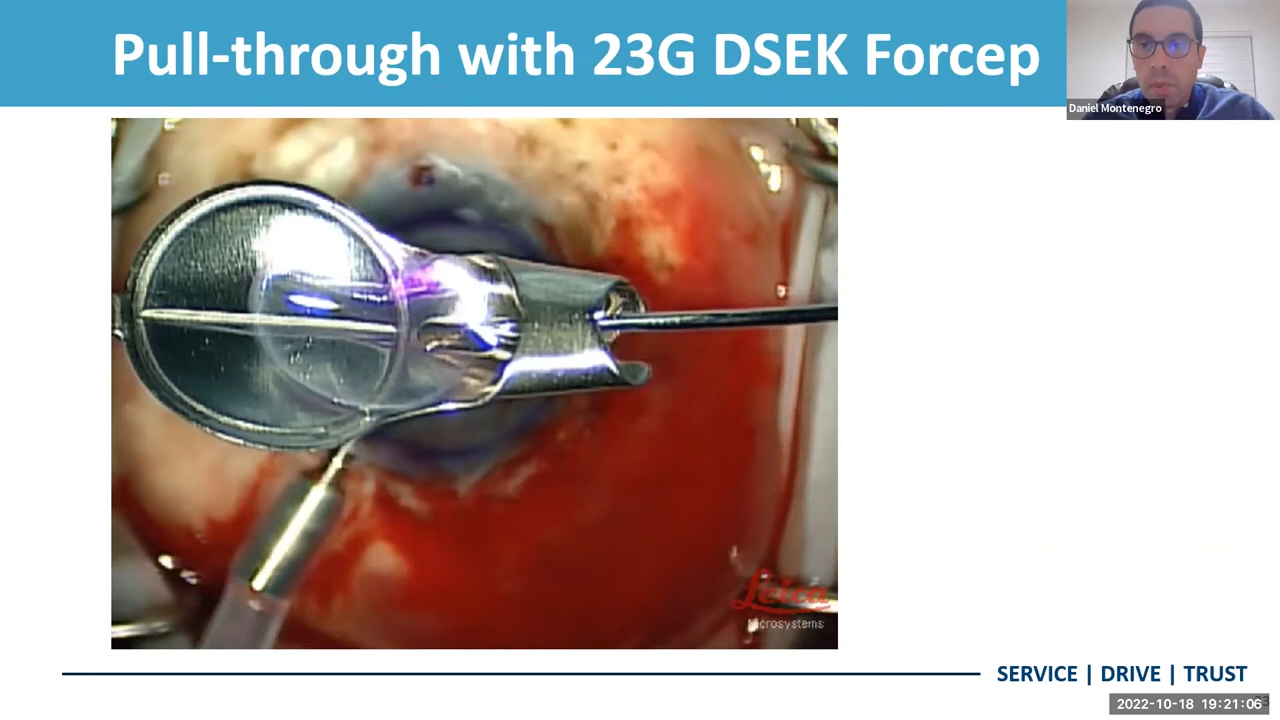 Pull-through with 23G DSEK Forcep
Daniel Montenegro
Leica
Microsystems
SERVICE | DRIVE | TRUST
2022-10-18 19:21:06